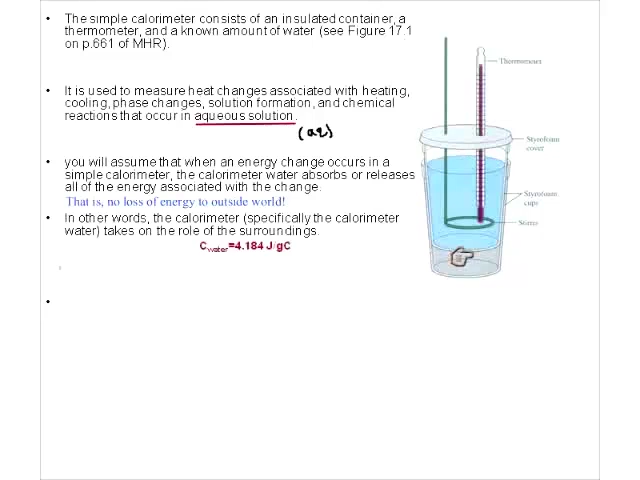 • The simple calorimeter consists of an insulated container, a
thermometer, and a known amount of water (see Figure 17.1
on p.661 of MHR).
• It is used to measure heat changes associated with heating,
cooling, phase changes, solution formation, and chemical
reactions that occur in aqueous solution.
(aq)
• you will assume that when an energy change occurs in a
simple calorimeter, the calorimeter water absorbs or releases
all of the energy associated with the change.
That is, no loss of energy to outside world!
• In other words, the calorimeter (specifically the calorimeter
water) takes on the role of the surroundings.
Cwater=4.184 J/gC
•
Thermometer
Styrofoam
cover
Styrofoam
cups
Stirrer